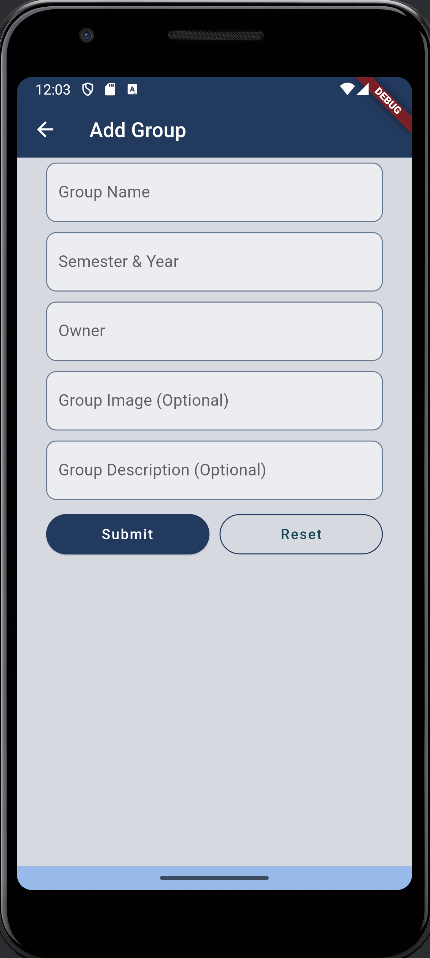 12:03
A
DEBUG
Add Group
Group Name
Semester & Year
Owner
Group Image (Optional)
Group Description (Optional)
Submit
Reset